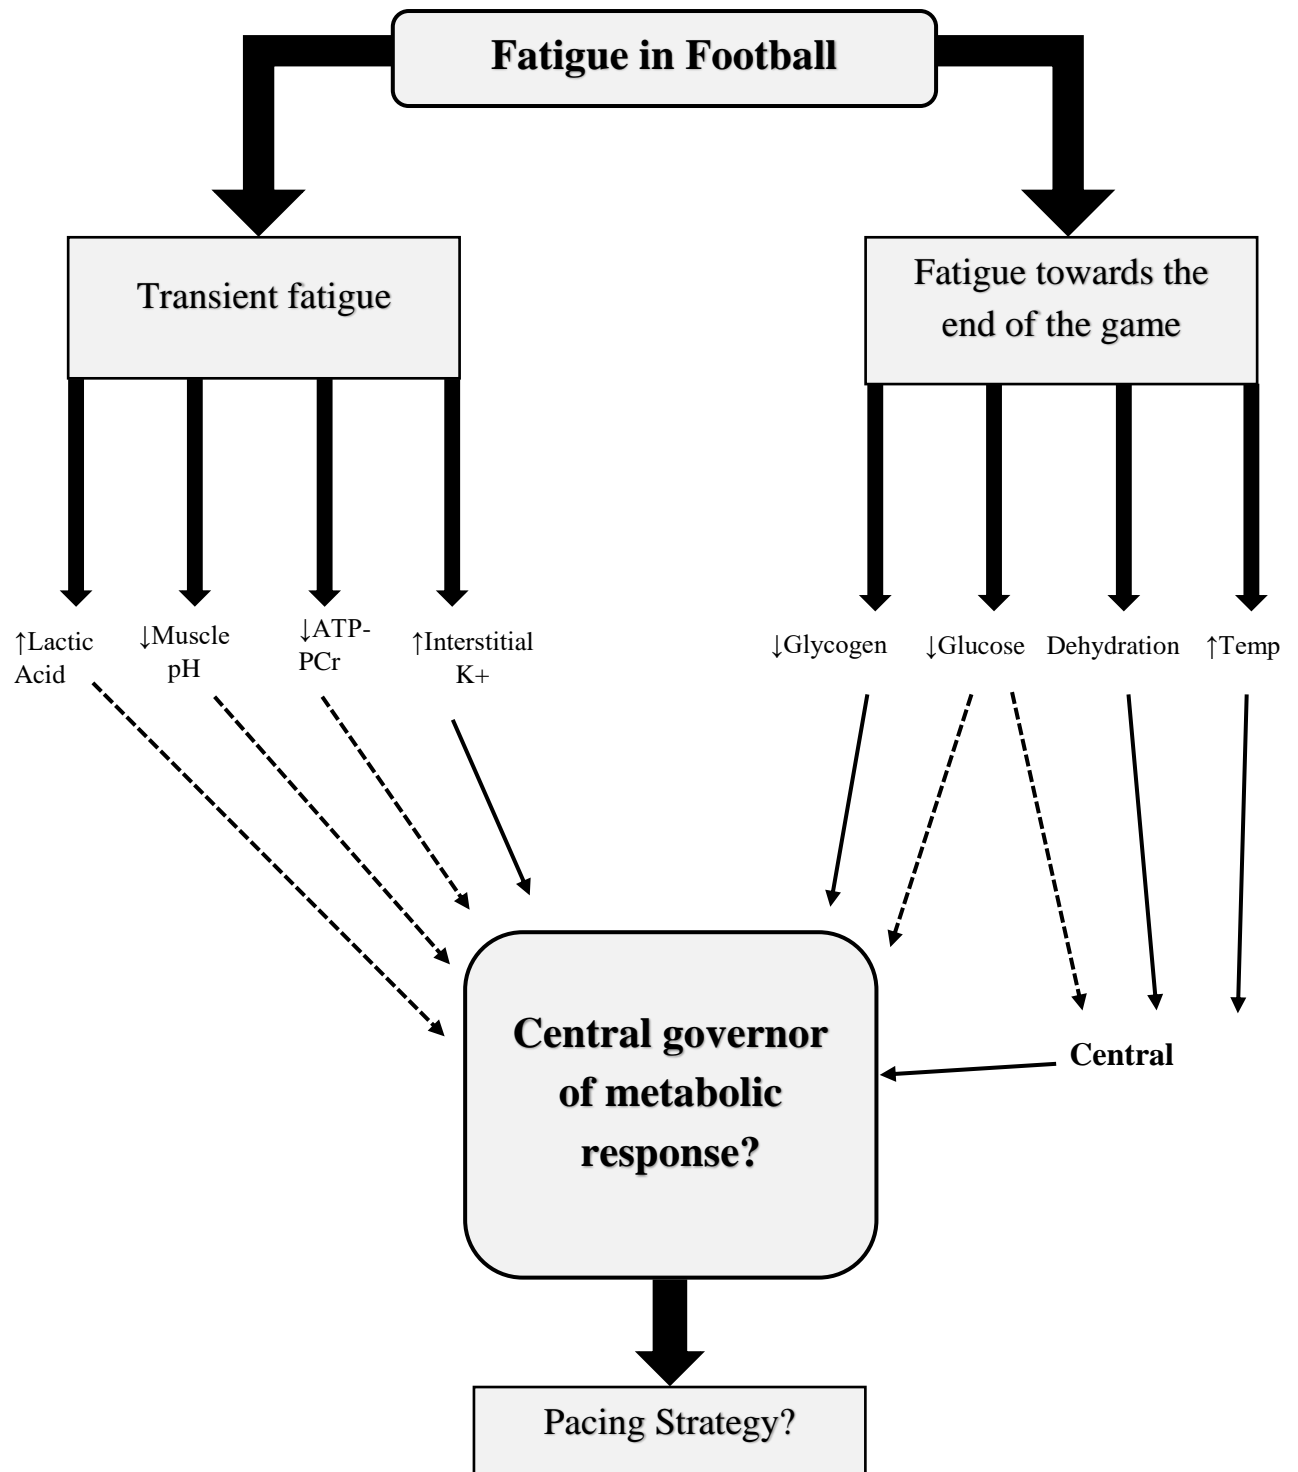 Fatigue in Football
Transient fatigue
Fatigue towards the
end of the game
↑Lactic
Acid
↓Muscle
pH
↓ATP-
PCr
↑Interstitial
K+
↓Glycogen
↓Glucose
Dehydration
↑Temp
Central governor
of metabolic
response?
Central
Pacing Strategy?